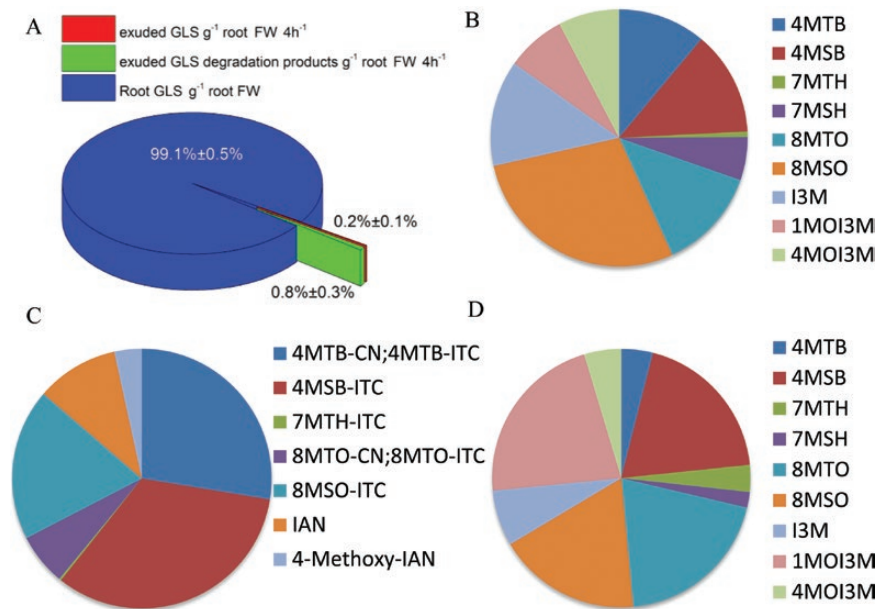 A
exuded GLS g⁻¹ root FW 4h⁻¹
exuded GLS degradation products g⁻¹ root FW 4h⁻¹
Root GLS g⁻¹ root FW
99.1%±0.5%
0.2%±0.1%
0.8%±0.3%
B
4MTB
4MSB
7MTH
7MSH
8MTO
8MSO
I3M
1MOI3M
4MOI3M
C
4MTB-CN;4MTB-ITC
4MSB-ITC
7MTH-ITC
8MTO-CN;8MTO-ITC
8MSO-ITC
IAN
4-Methoxy-IAN
D
4MTB
4MSB
7MTH
7MSH
8MTO
8MSO
I3M
1MOI3M
4MOI3M